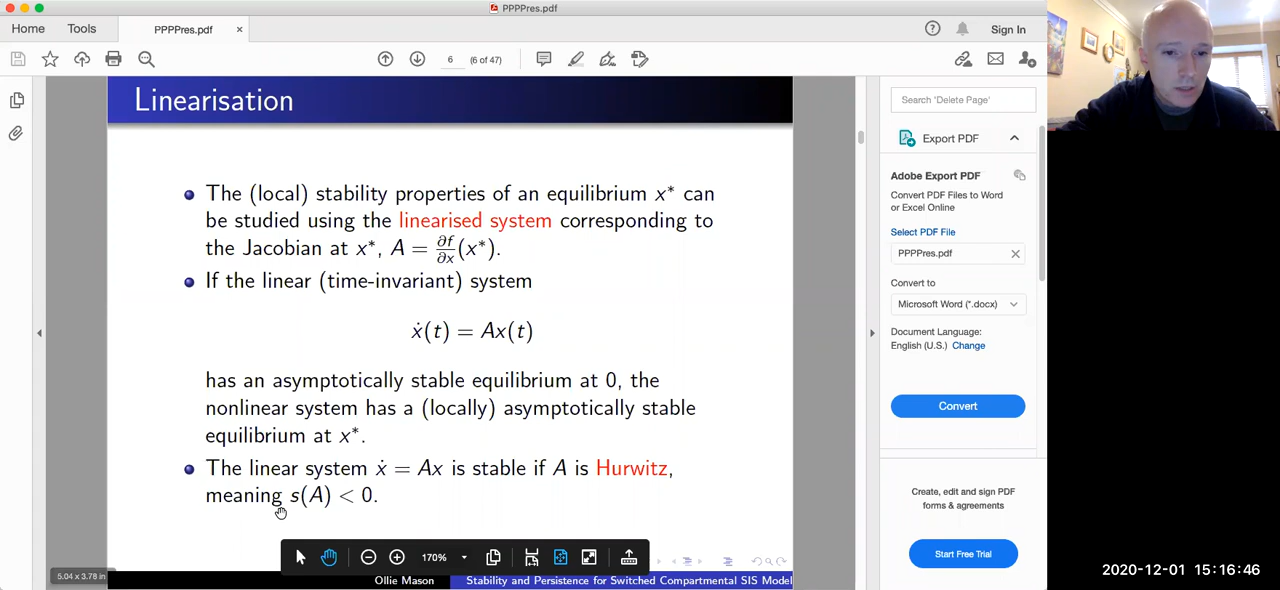 PPPPres.pdf
Home
Tools
PPPPres.pdf
×
Sign In
6
(6 of 47)
Linearisation
The (local) stability properties of an equilibrium x* can
be studied using the linearised system corresponding to
the Jacobian at x*, A = ∂f/∂x (x*).
If the linear (time-invariant) system
ẋ(t) = Ax(t)
has an asymptotically stable equilibrium at 0, the
nonlinear system has a (locally) asymptotically stable
equilibrium at x*.
The linear system ẋ = Ax is stable if A is Hurwitz,
meaning s(A) < 0.
170%
5.04 x 3.78 in
Ollie Mason
Stability and Persistence for Switched Compartmental SIS Model
Search 'Delete Page'
Export PDF
Adobe Export PDF
Convert PDF Files to Word
or Excel Online
Select PDF File
PPPPres.pdf
Convert to
Microsoft Word (*.docx)
Document Language:
English (U.S.) Change
Convert
Create, edit and sign PDF
forms & agreements
Start Free Trial
2020-12-01 15:16:46